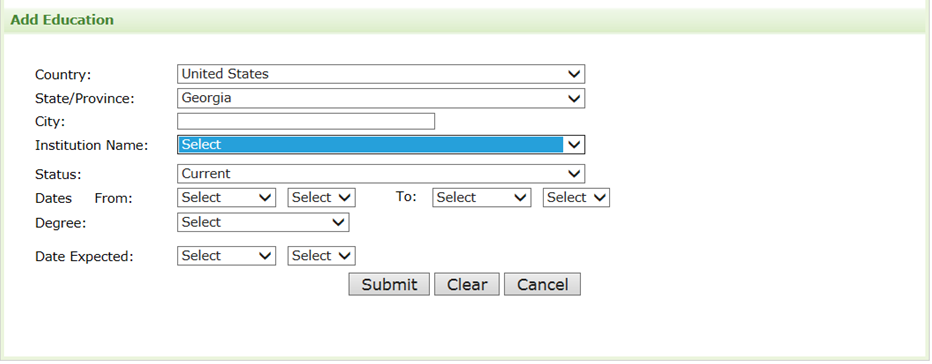 Add Education
Country: United States
State/Province: Georgia
City:
Institution Name: Select
Status: Current
Dates From: Select Select To: Select Select
Degree: Select
Date Expected: Select Select
Submit Clear Cancel